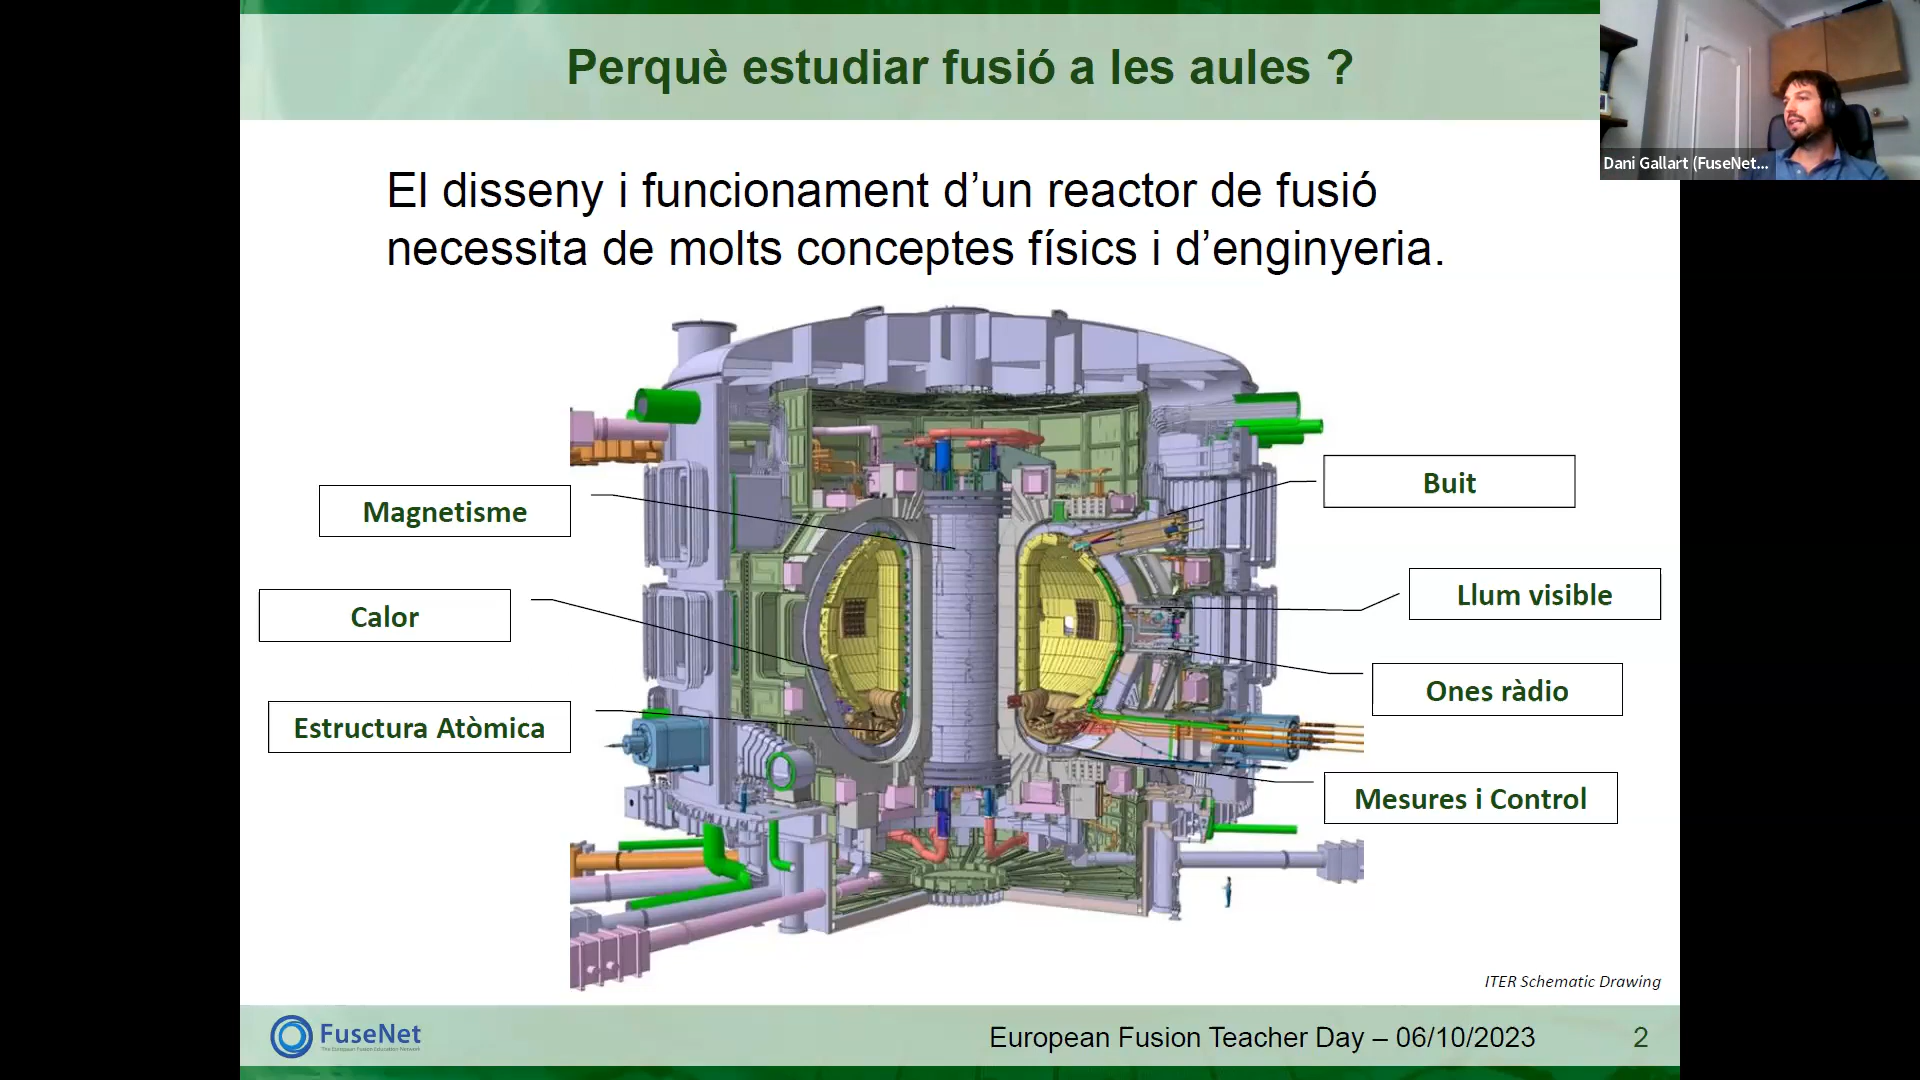 Perquè estudiar fusió a les aules ?
Dani Gallart (FuseNet...
El disseny i funcionament d’un reactor de fusió
necessita de molts conceptes físics i d’enginyeria.
Magnetisme
Buit
Calor
Llum visible
Estructura Atòmica
Ones ràdio
Mesures i Control
ITER Schematic Drawing
FuseNet
The European Fusion Education Network
European Fusion Teacher Day – 06/10/2023
2